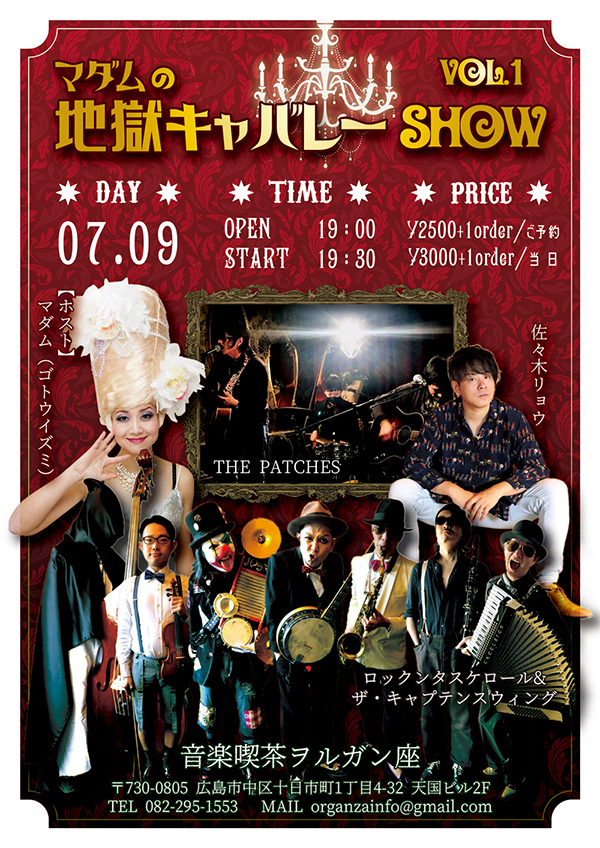 マダムの
VOL.1
地獄キャバレー SHOW
DAY
07.09
TIME
OPEN 19:00
START 19:30
PRICE
¥2500+1order/ご予約
¥3000+1order/当日
【ホスト】
マダム(ゴトウイズミ)
佐々木リョウ
THE PATCHES
ロックンタスケロール&
ザ・キャプテンスウィング
音楽喫茶ヲルガン座
〒730-0805 広島市中区十日市町1丁目4-32 天国ビル2F
TEL 082-295-1553 MAIL organzainfo@gmail.com